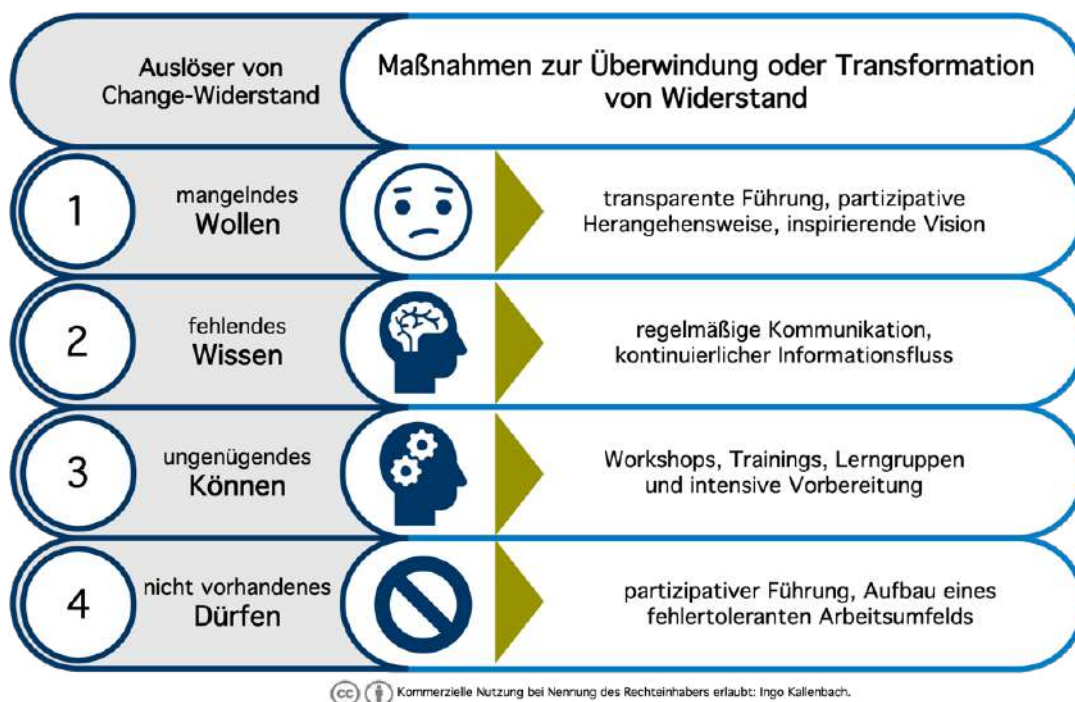 Auslöser von
Change-Widerstand
Maßnahmen zur Überwindung oder Transformation
von Widerstand
1
mangelndes
Wollen
transparente Führung, partizipative
Herangehensweise, inspirierende Vision
2
fehlendes
Wissen
regelmäßige Kommunikation,
kontinuierlicher Informationsfluss
3
ungenügendes
Können
Workshops, Trainings, Lerngruppen
und intensive Vorbereitung
4
nicht vorhandenes
Dürfen
partizipativer Führung, Aufbau eines
fehlertoleranten Arbeitsumfelds
cc Kommerzielle Nutzung bei Nennung des Rechteinhabers erlaubt: Ingo Kallenbach.